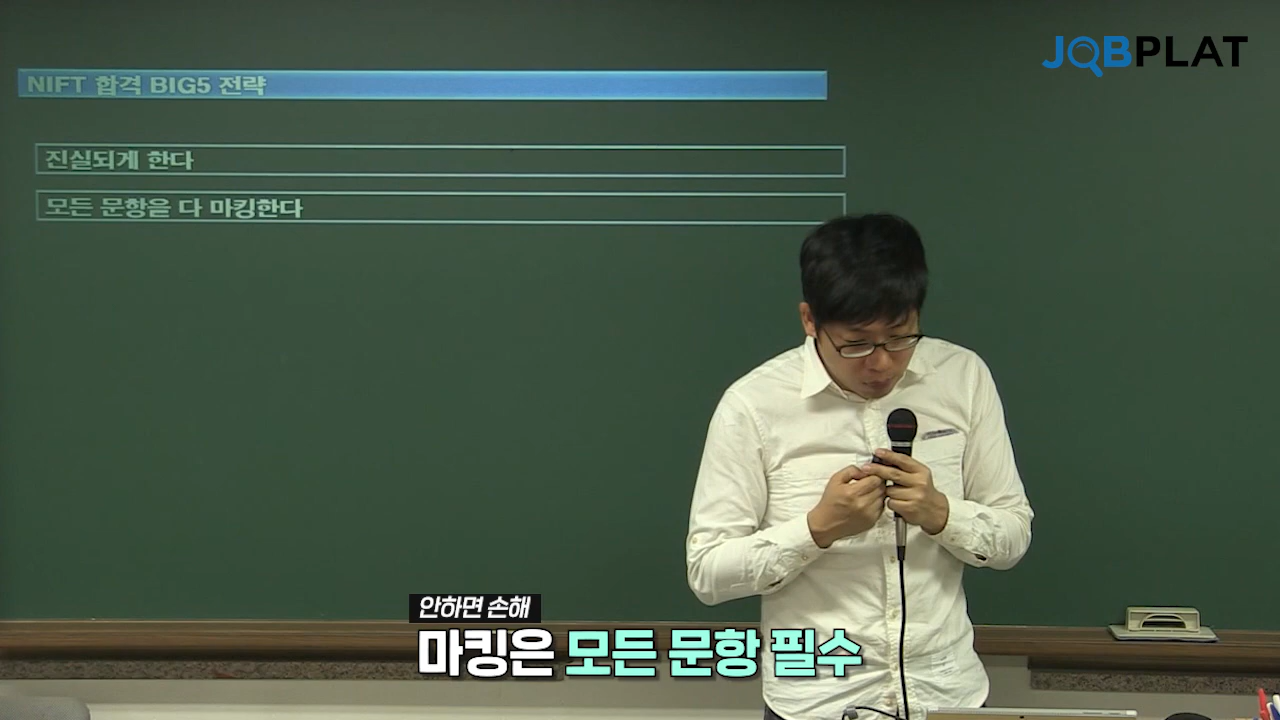 JOBPLAT
NIFT 합격 BIG5 전략
진실되게 한다
모든 문항을 다 마킹한다
안하면 손해
마킹은 모든 문항 필수